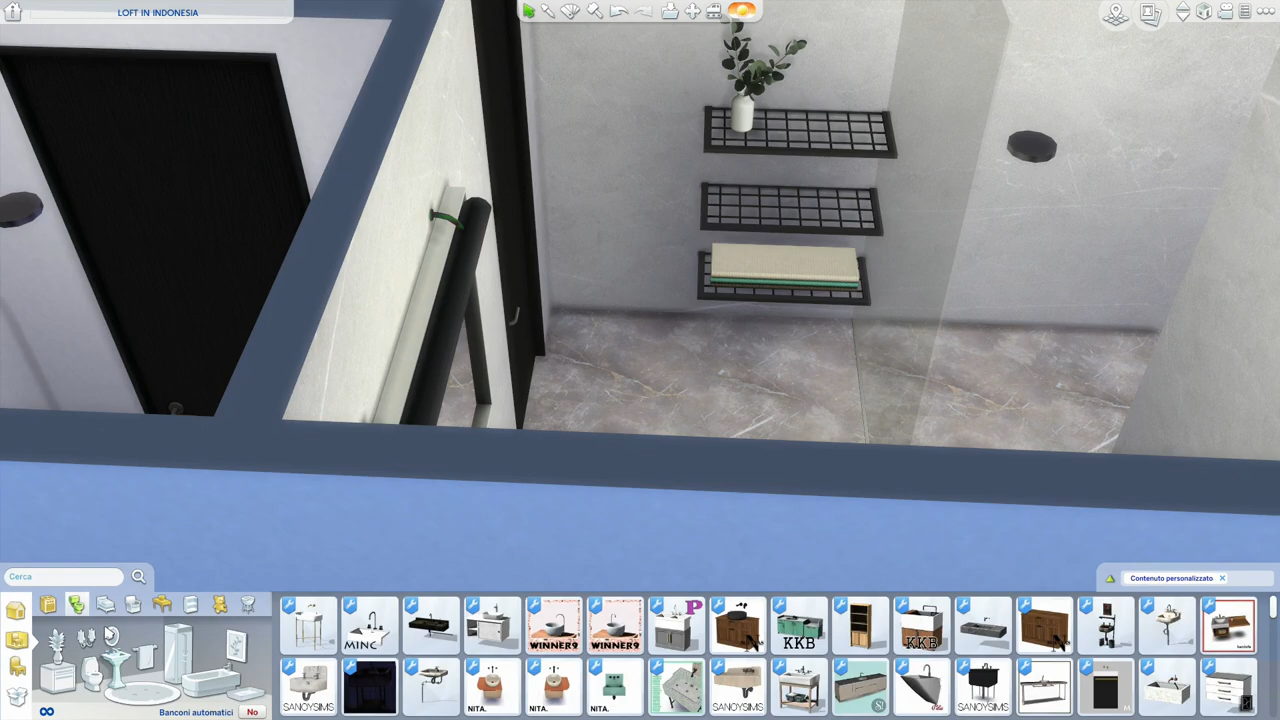 LOFT IN INDONESIA
Cerca
Contenuto personalizzato
MINC
WINNER9
WINNER9
P
KKB
KKB
SANOYSIMS
NITA.
NITA.
NITA.
SANOYSIMS
S
SANOYSIMS
M
Banconi automatici No